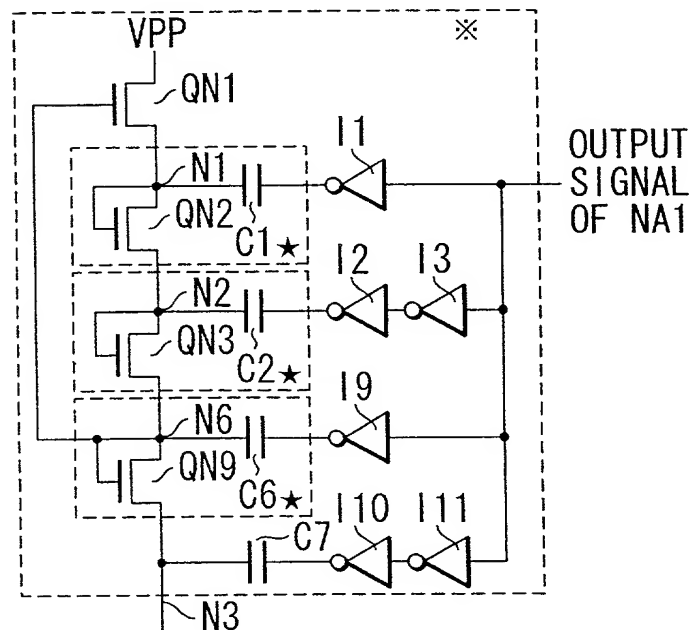 VPP
※
QN1
I1
OUTPUT
SIGNAL
OF NA1
N1
QN2
C1★
I2
I3
N2
QN3
C2★
I9
N6
QN9
C6★
C7
I10
I11
N3